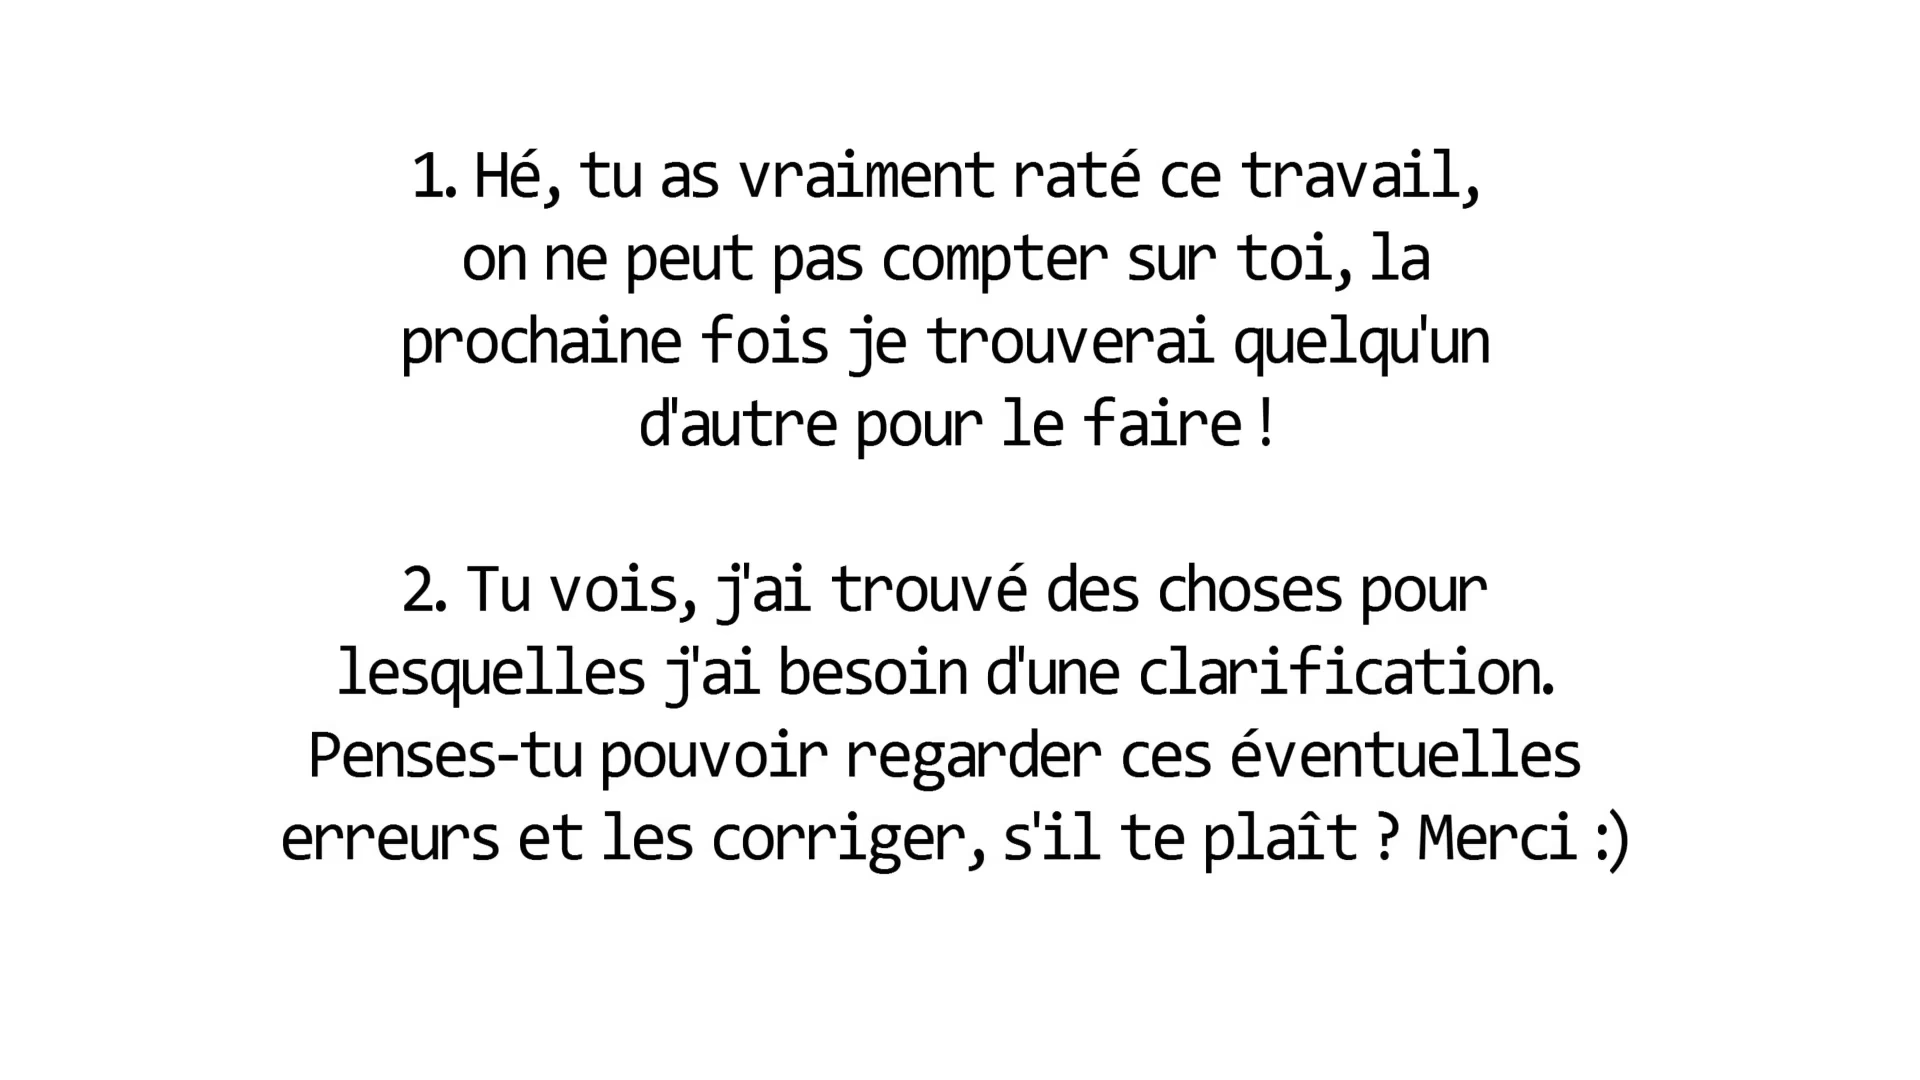 1. Hé, tu as vraiment raté ce travail,
on ne peut pas compter sur toi, la
prochaine fois je trouverai quelqu'un
d'autre pour le faire !
2. Tu vois, j'ai trouvé des choses pour
lesquelles j'ai besoin d'une clarification.
Penses-tu pouvoir regarder ces éventuelles
erreurs et les corriger, s'il te plaît ? Merci :)